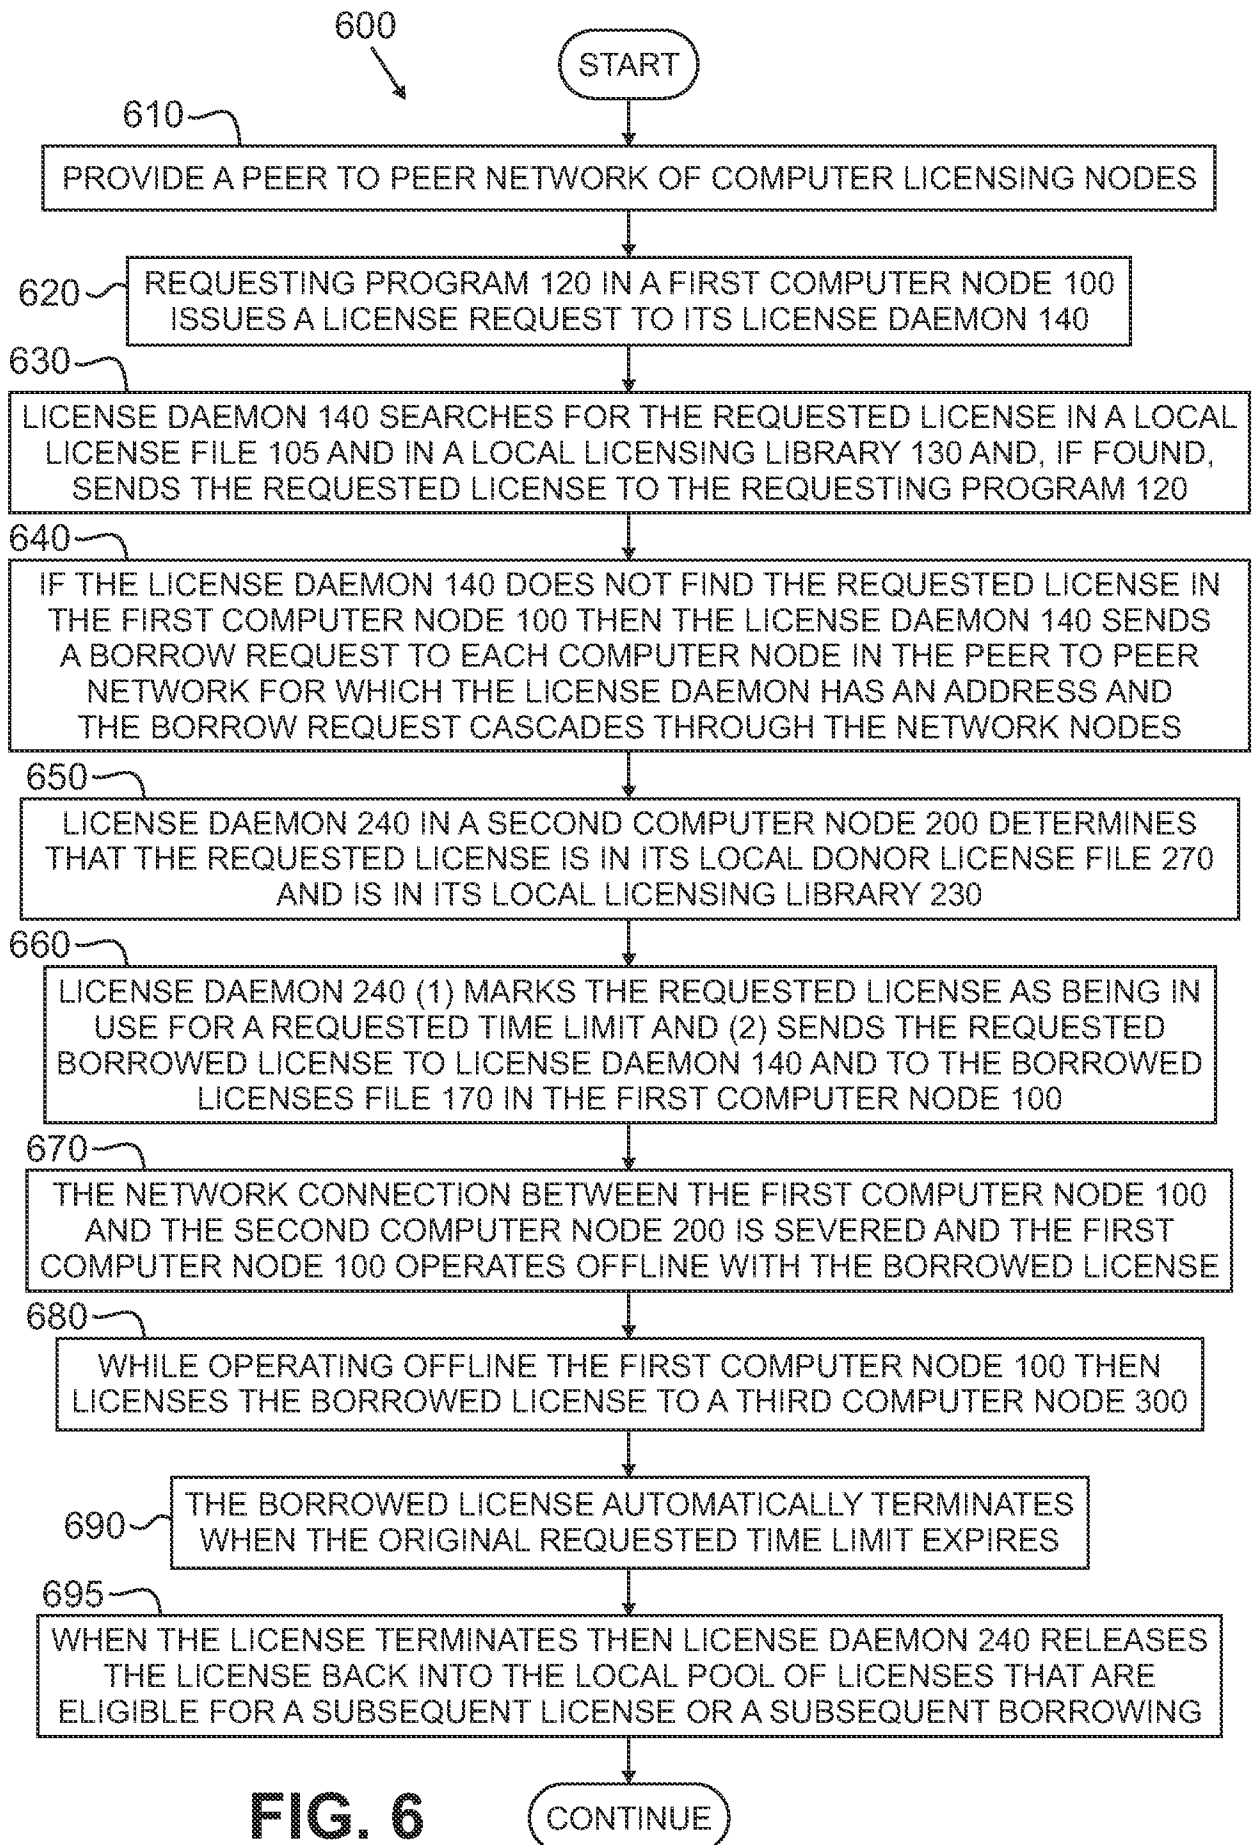 600
START
610
PROVIDE A PEER TO PEER NETWORK OF COMPUTER LICENSING NODES
620
REQUESTING PROGRAM 120 IN A FIRST COMPUTER NODE 100
ISSUES A LICENSE REQUEST TO ITS LICENSE DAEMON 140
630
LICENSE DAEMON 140 SEARCHES FOR THE REQUESTED LICENSE IN A LOCAL
LICENSE FILE 105 AND IN A LOCAL LICENSING LIBRARY 130 AND, IF FOUND,
SENDS THE REQUESTED LICENSE TO THE REQUESTING PROGRAM 120
640
IF THE LICENSE DAEMON 140 DOES NOT FIND THE REQUESTED LICENSE IN
THE FIRST COMPUTER NODE 100 THEN THE LICENSE DAEMON 140 SENDS
A BORROW REQUEST TO EACH COMPUTER NODE IN THE PEER TO PEER
NETWORK FOR WHICH THE LICENSE DAEMON HAS AN ADDRESS AND
THE BORROW REQUEST CASCADES THROUGH THE NETWORK NODES
650
LICENSE DAEMON 240 IN A SECOND COMPUTER NODE 200 DETERMINES
THAT THE REQUESTED LICENSE IS IN ITS LOCAL DONOR LICENSE FILE 270
AND IS IN ITS LOCAL LICENSING LIBRARY 230
660
LICENSE DAEMON 240 (1) MARKS THE REQUESTED LICENSE AS BEING IN
USE FOR A REQUESTED TIME LIMIT AND (2) SENDS THE REQUESTED
BORROWED LICENSE TO LICENSE DAEMON 140 AND TO THE BORROWED
LICENSES FILE 170 IN THE FIRST COMPUTER NODE 100
670
THE NETWORK CONNECTION BETWEEN THE FIRST COMPUTER NODE 100
AND THE SECOND COMPUTER NODE 200 IS SEVERED AND THE FIRST
COMPUTER NODE 100 OPERATES OFFLINE WITH THE BORROWED LICENSE
680
WHILE OPERATING OFFLINE THE FIRST COMPUTER NODE 100 THEN
LICENSES THE BORROWED LICENSE TO A THIRD COMPUTER NODE 300
690
THE BORROWED LICENSE AUTOMATICALLY TERMINATES
WHEN THE ORIGINAL REQUESTED TIME LIMIT EXPIRES
695
WHEN THE LICENSE TERMINATES THEN LICENSE DAEMON 240 RELEASES
THE LICENSE BACK INTO THE LOCAL POOL OF LICENSES THAT ARE
ELIGIBLE FOR A SUBSEQUENT LICENSE OR A SUBSEQUENT BORROWING
FIG. 6
CONTINUE